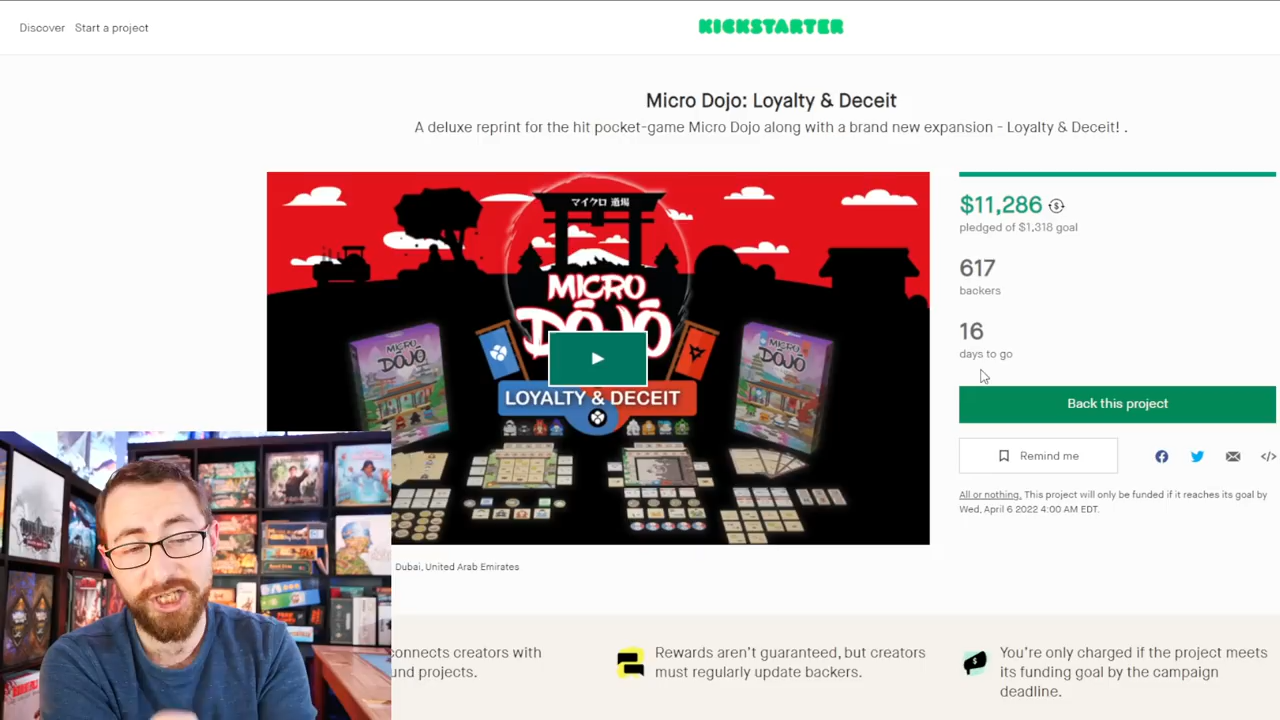 Discover Start a project
KICKSTARTER
Micro Dojo: Loyalty & Deceit
A deluxe reprint for the hit pocket-game Micro Dojo along with a brand new expansion - Loyalty & Deceit! .
マイクロ 道場
MICRO
DŌJŌ
MICRO
DŌJŌ
MICRO
DŌJŌ
LOYALTY & DECEIT
$11,286
pledged of $1,318 goal
617
backers
16
days to go
Back this project
Remind me
All or nothing. This project will only be funded if it reaches its goal by
Wed, April 6 2022 4:00 AM EDT.
Dubai, United Arab Emirates
connects creators with
und projects.
Rewards aren't guaranteed, but creators
must regularly update backers.
You're only charged if the project meets
its funding goal by the campaign
deadline.